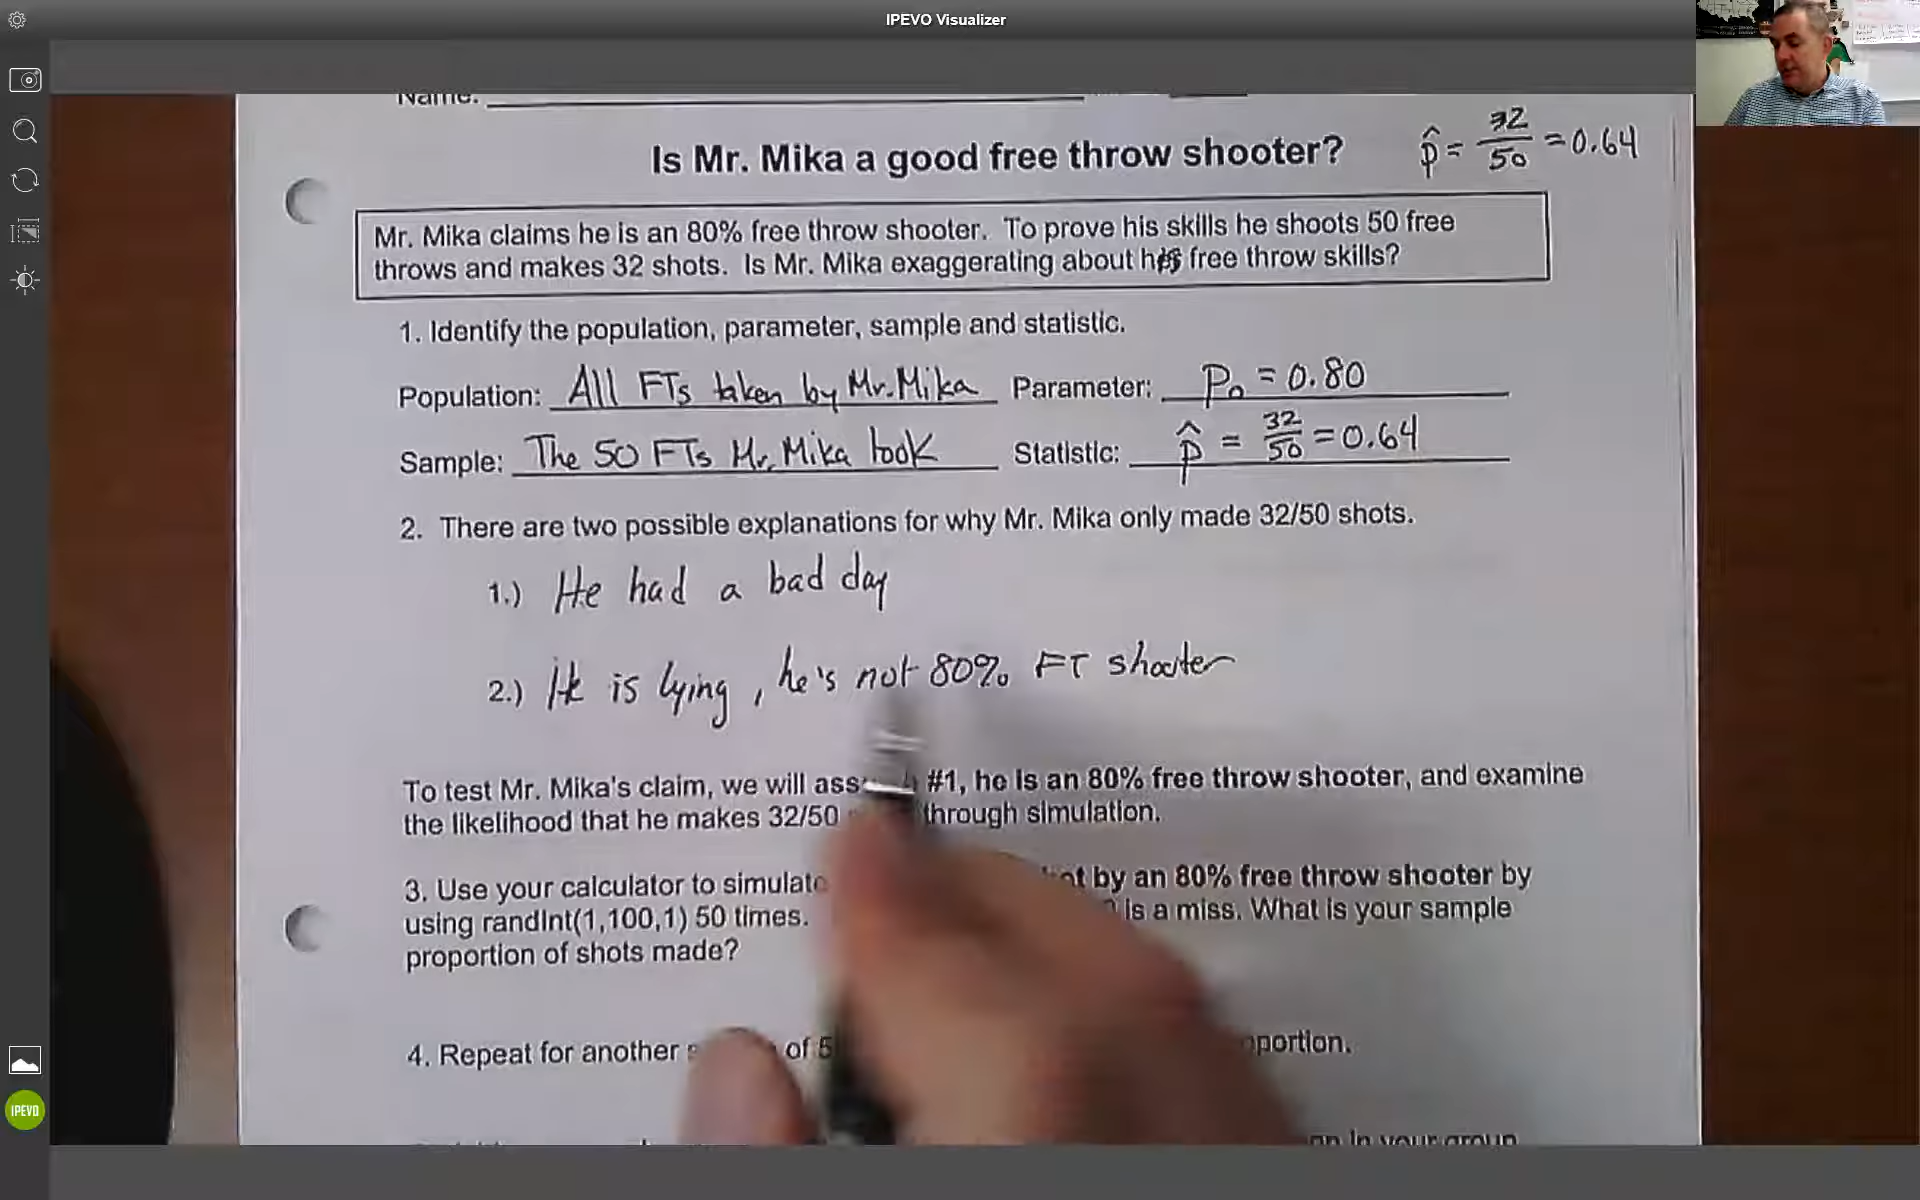 IPEVO Visualizer
Name:
Is Mr. Mika a good free throw shooter?
p̂ = 32/50 = 0.64
Mr. Mika claims he is an 80% free throw shooter. To prove his skills he shoots 50 free
throws and makes 32 shots. Is Mr. Mika exaggerating about his free throw skills?
1. Identify the population, parameter, sample and statistic.
Population: All FTs taken by Mr. Mika Parameter: P₀ = 0.80
Sample: The 50 FTs Mr. Mika took Statistic: p̂ = 32/50 = 0.64
2. There are two possible explanations for why Mr. Mika only made 32/50 shots.
1.) He had a bad day
2.) He is lying, he's not 80% FT shooter
To test Mr. Mika's claim, we will #1, he is an 80% free throw shooter, and examine
the likelihood that he makes 32/50 through simulation.
3. Use your calculator to simulate by an 80% free throw shooter by
using randInt(1,100,1) 50 times. is a miss. What is your sample
proportion of shots made?
4. Repeat for another of
in your group
IPEVO